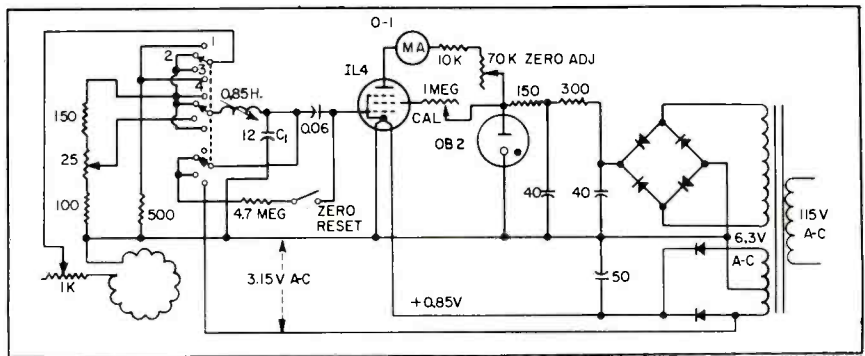 O-1
MA
10K
70K ZERO ADJ
IL4
1 MEG
CAL
150
300
OB2
1
2
3
4
0.85H.
150
25
100
12
C1
0.06
500
4.7 MEG
ZERO
RESET
40
40
115V
A-C
6.3V
A-C
1K
3.15V A-C
+0.85V
50